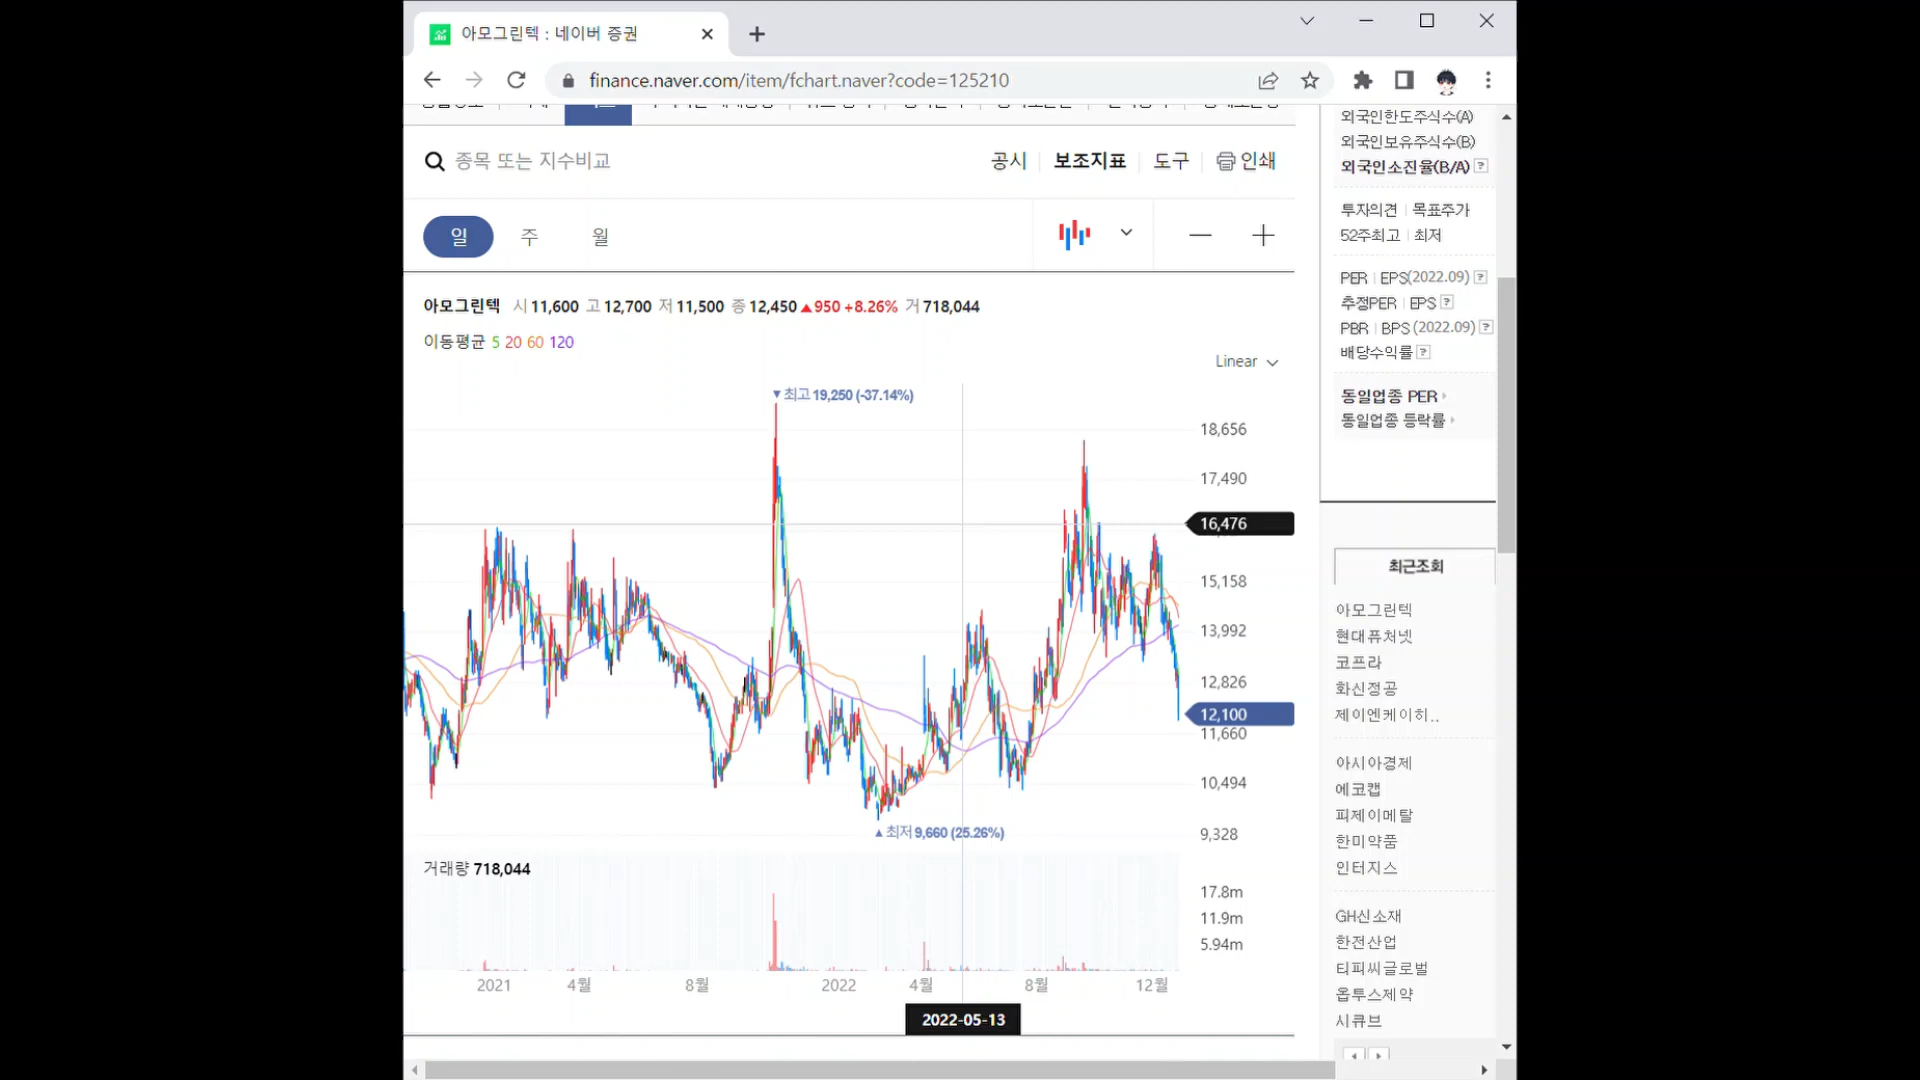 아모그린텍 : 네이버 증권
finance.naver.com/item/fchart.naver?code=125210
종목 또는 지수비교
공시 보조지표 도구 인쇄
일 주 월
아모그린텍 시 11,600 고 12,700 저 11,500 종 12,450 ▲950 +8.26% 거 718,044
이동평균 5 20 60 120
Linear
▼최고 19,250 (-37.14%)
18,656
17,490
16,476
15,158
13,992
12,826
12,100
11,660
10,494
▲최저 9,660 (25.26%)
9,328
거래량 718,044
17.8m
11.9m
5.94m
2021 4월 8월 2022 4월 8월 12월
2022-05-13
외국인한도주식수(A)
외국인보유주식수(B)
외국인소진율(B/A) ?
투자의견 | 목표주가
52주최고 | 최저
PER | EPS(2022.09) ?
추정PER | EPS ?
PBR | BPS (2022.09) ?
배당수익률 ?
동일업종 PER
동일업종 등락률
최근조회
아모그린텍
현대퓨처넷
코프라
화신정공
제이엔케이히..
아시아경제
에코캡
피제이메탈
한미약품
인터지스
GH신소재
한전산업
티피씨글로벌
옵투스제약
시큐브